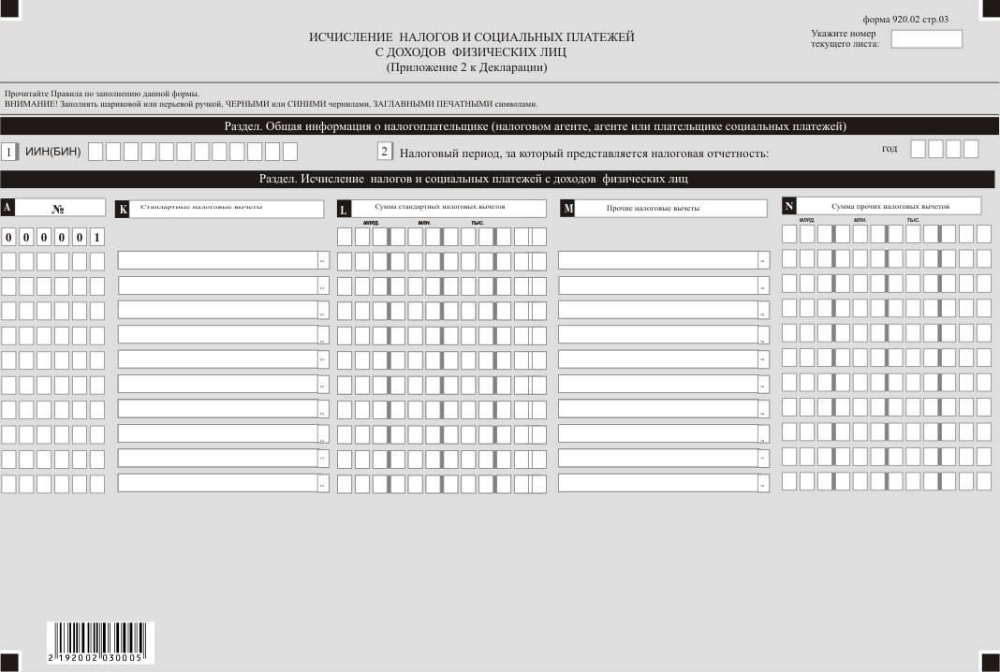 форма 920.02 стр.03
ИСЧИСЛЕНИЕ НАЛОГОВ И СОЦИАЛЬНЫХ ПЛАТЕЖЕЙ
С ДОХОДОВ ФИЗИЧЕСКИХ ЛИЦ
(Приложение 2 к Декларации)
Укажите номер
текущего листа:
Прочитайте Правила по заполнению данной формы.
ВНИМАНИЕ! Заполнять шариковой или перьевой ручкой, ЧЕРНЫМИ или СИНИМИ чернилами, ЗАГЛАВНЫМИ ПЕЧАТНЫМИ символами.
Раздел. Общая информация о налогоплательщике (налоговом агенте, агенте или плательщике социальных платежей)
1 ИИН(БИН)
2 Налоговый период, за который представляется налоговая отчетность: год
Раздел. Исчисление налогов и социальных платежей с доходов физических лиц
A № K Стандартные налоговые вычеты L Сумма стандартных налоговых вычетов M Прочие налоговые вычеты N Сумма прочих налоговых вычетов
МЛРД. МЛН. ТЫС. МЛРД. МЛН. ТЫС.
0 0 0 0 0 1
2 192002 030005